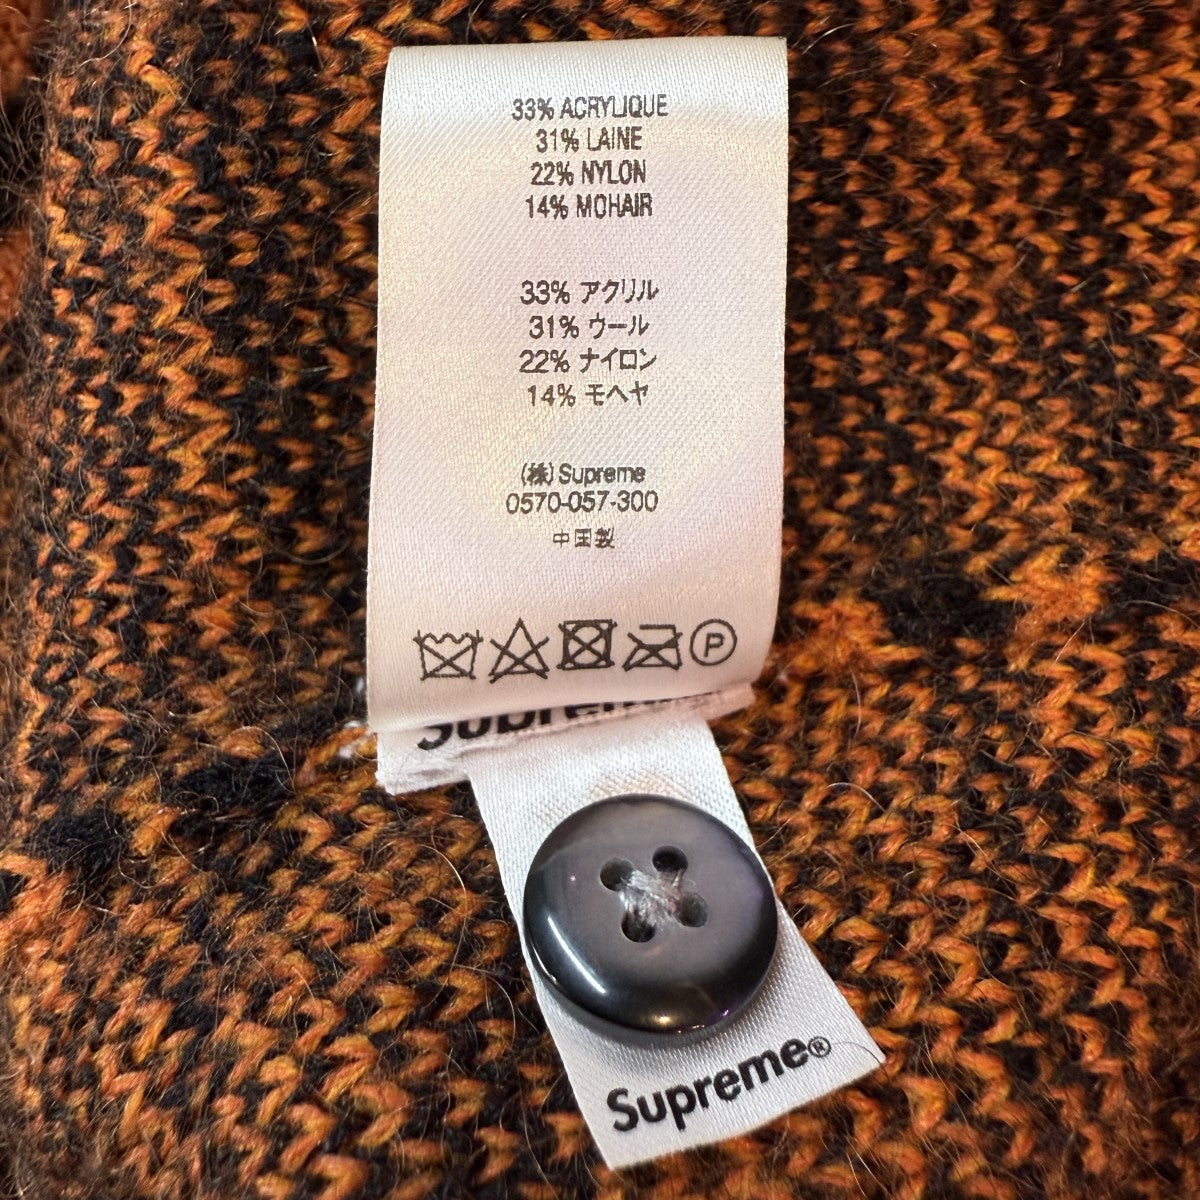 33% ACRYLIQUE
31% LAINE
22% NYLON
14% MOHAIR
33% アクリル
31% ウール
22% ナイロン
14% モヘヤ
(株) Supreme
0570-057-300
中国製
P
Supreme
Supreme®